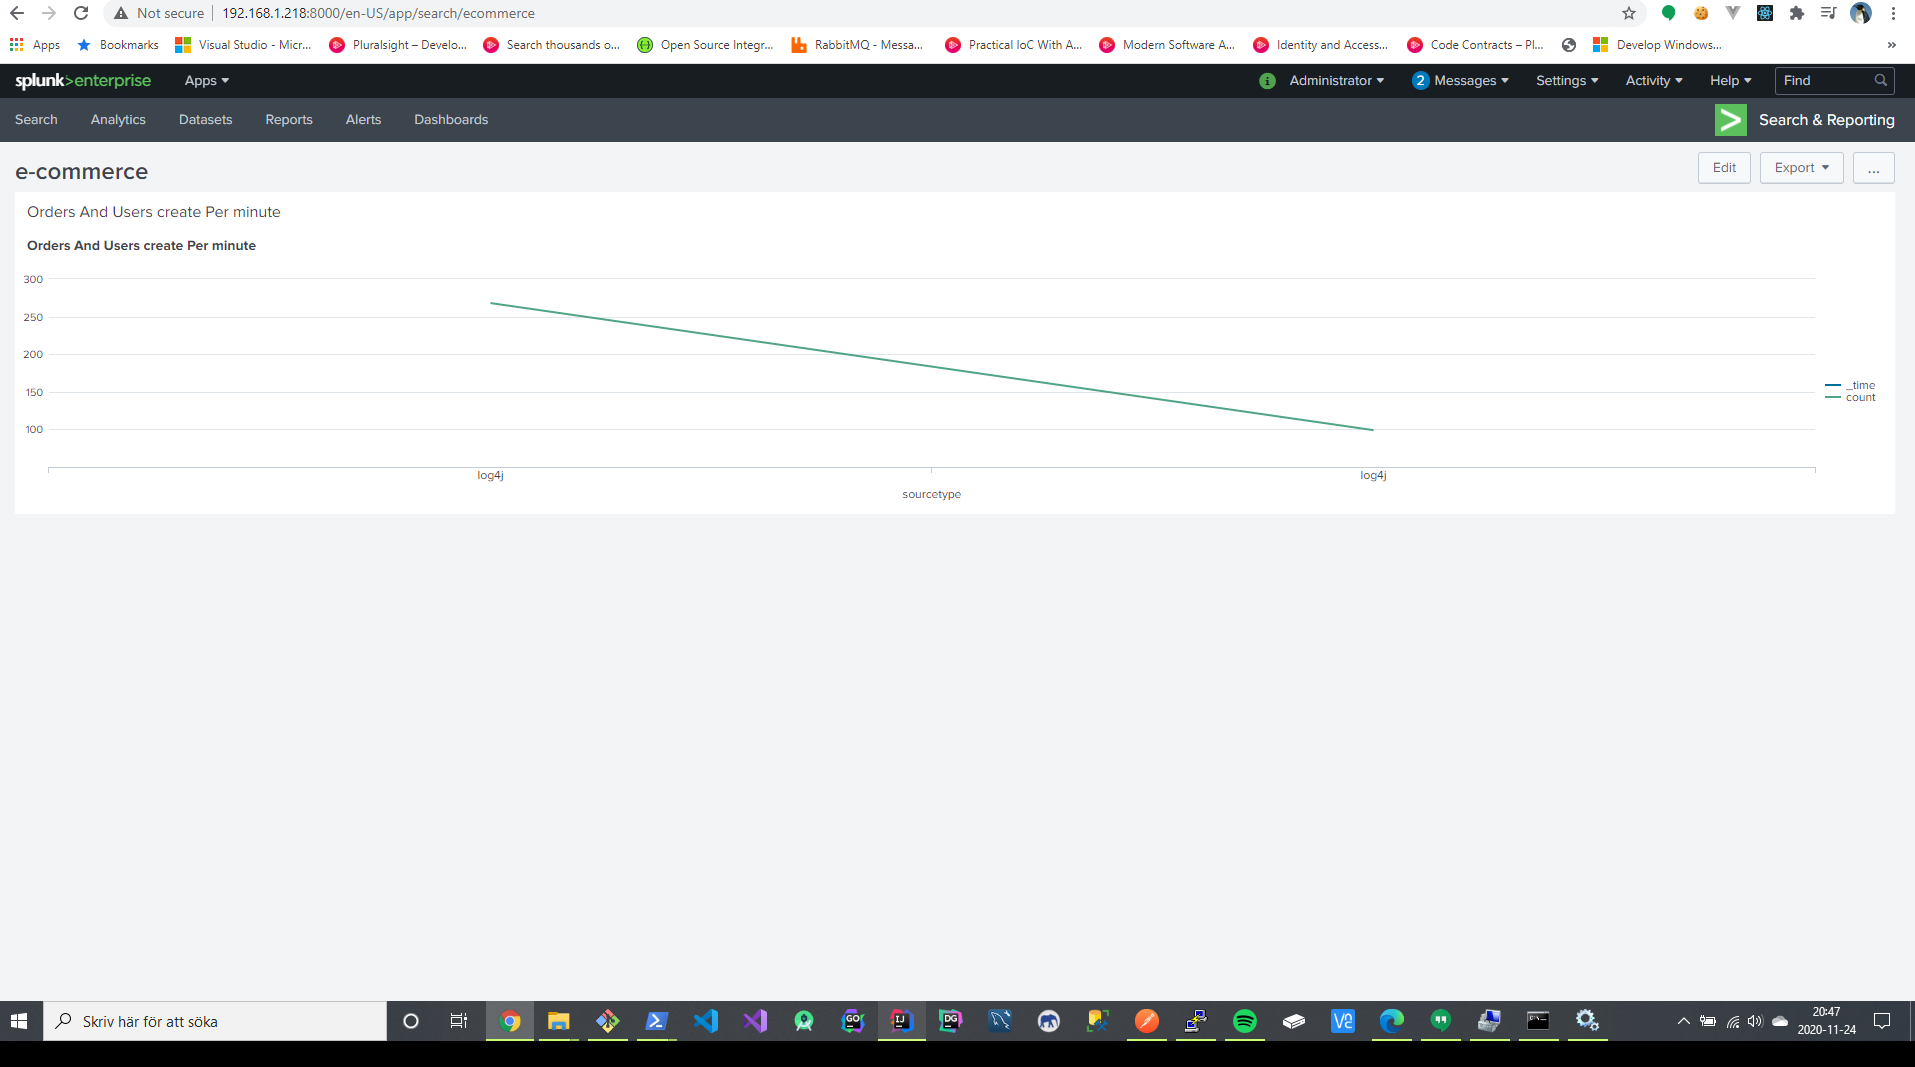 Not secure 192.168.1.218:8000/en-US/app/search/ecommerce
Apps Bookmarks Visual Studio - Micr... Pluralsight – Develo... Search thousands o... Open Source Integr... RabbitMQ - Messa... Practical IoC With A... Modern Software A... Identity and Access... Code Contracts – Pl... Develop Windows... »
splunk>enterprise Apps Administrator 2 Messages Settings Activity Help Find
Search Analytics Datasets Reports Alerts Dashboards Search & Reporting
e-commerce Edit Export ...
Orders And Users create Per minute
Orders And Users create Per minute
300
250
200
150
100
_time
count
log4j log4j
sourcetype
Skriv här för att söka
GO IJ DG
20:47
2020-11-24